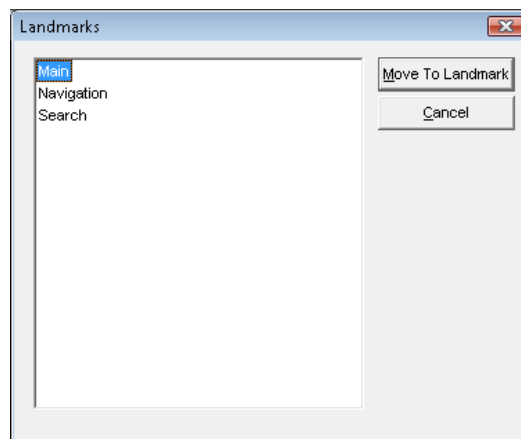 Landmarks
Main
Navigation
Search
Move To Landmark
Cancel